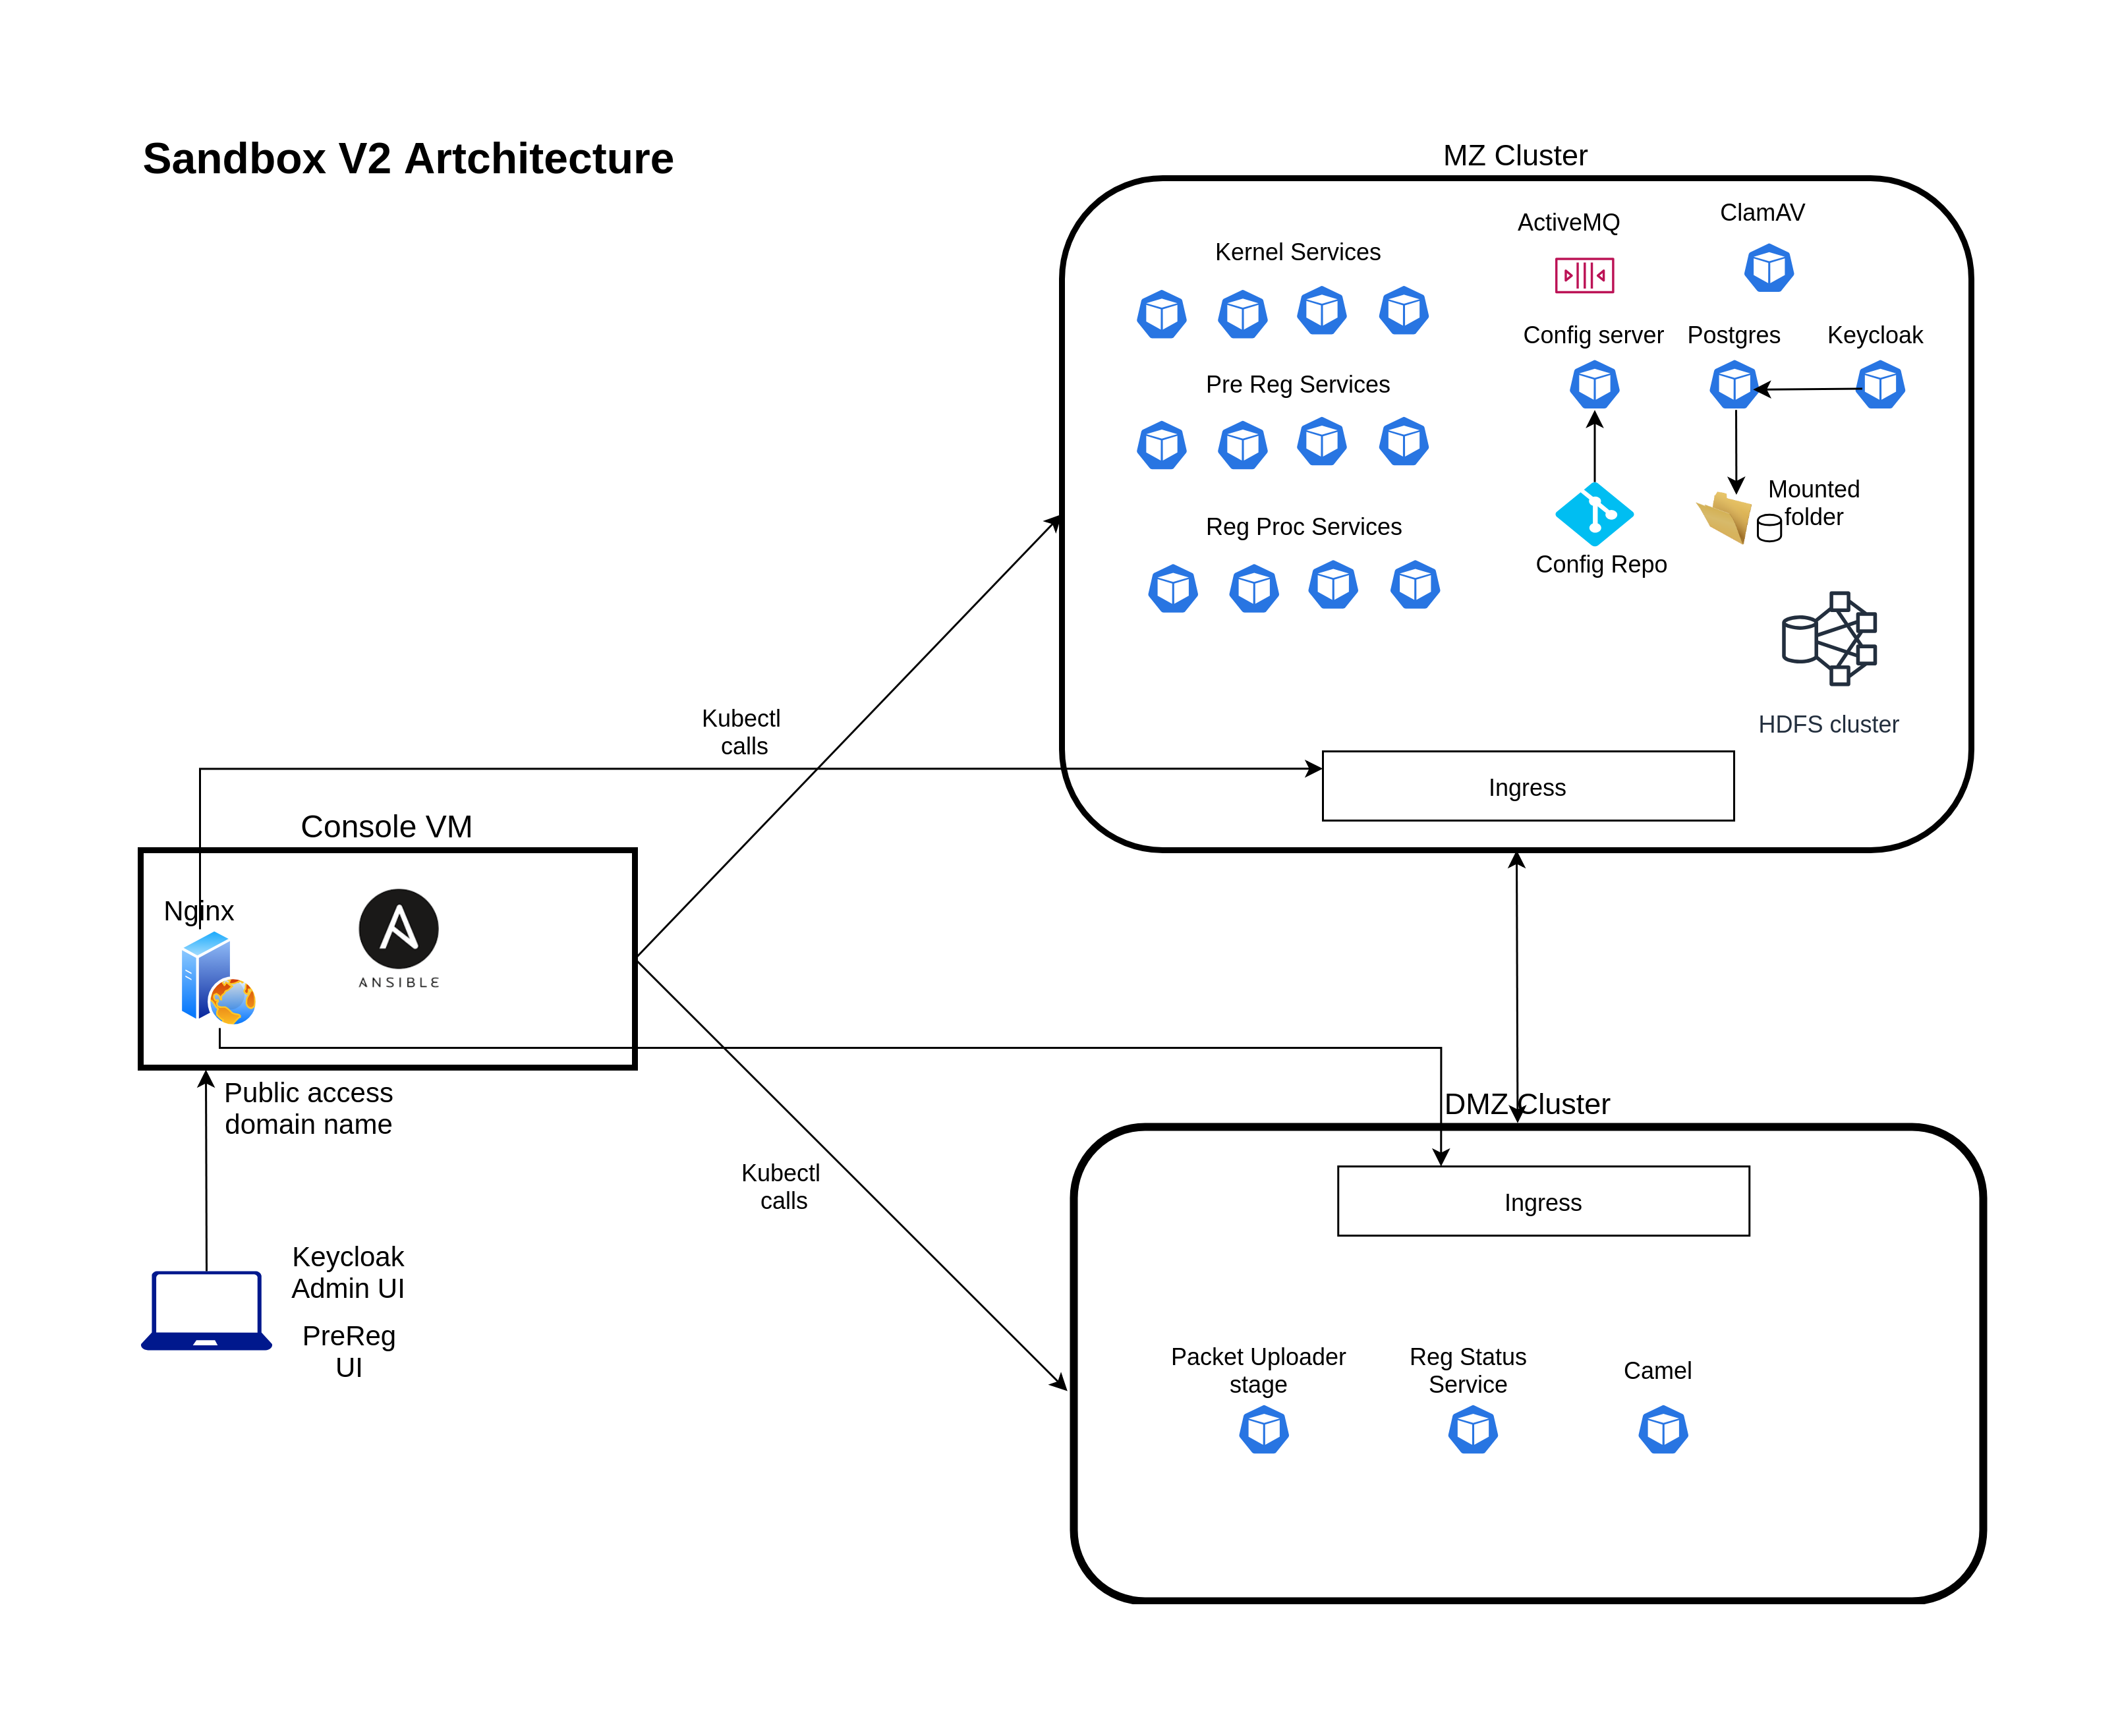 Sandbox V2 Artchitecture
MZ Cluster
ActiveMQ
ClamAV
Kernel Services
Config server
Postgres
Keycloak
Pre Reg Services
Mounted
folder
Reg Proc Services
Config Repo
HDFS cluster
Kubectl
calls
Ingress
Console VM
Nginx
ANSIBLE
Public access
domain name
DMZ Cluster
Kubectl
calls
Ingress
Keycloak
Admin UI
PreReg
UI
Packet Uploader
stage
Reg Status
Service
Camel